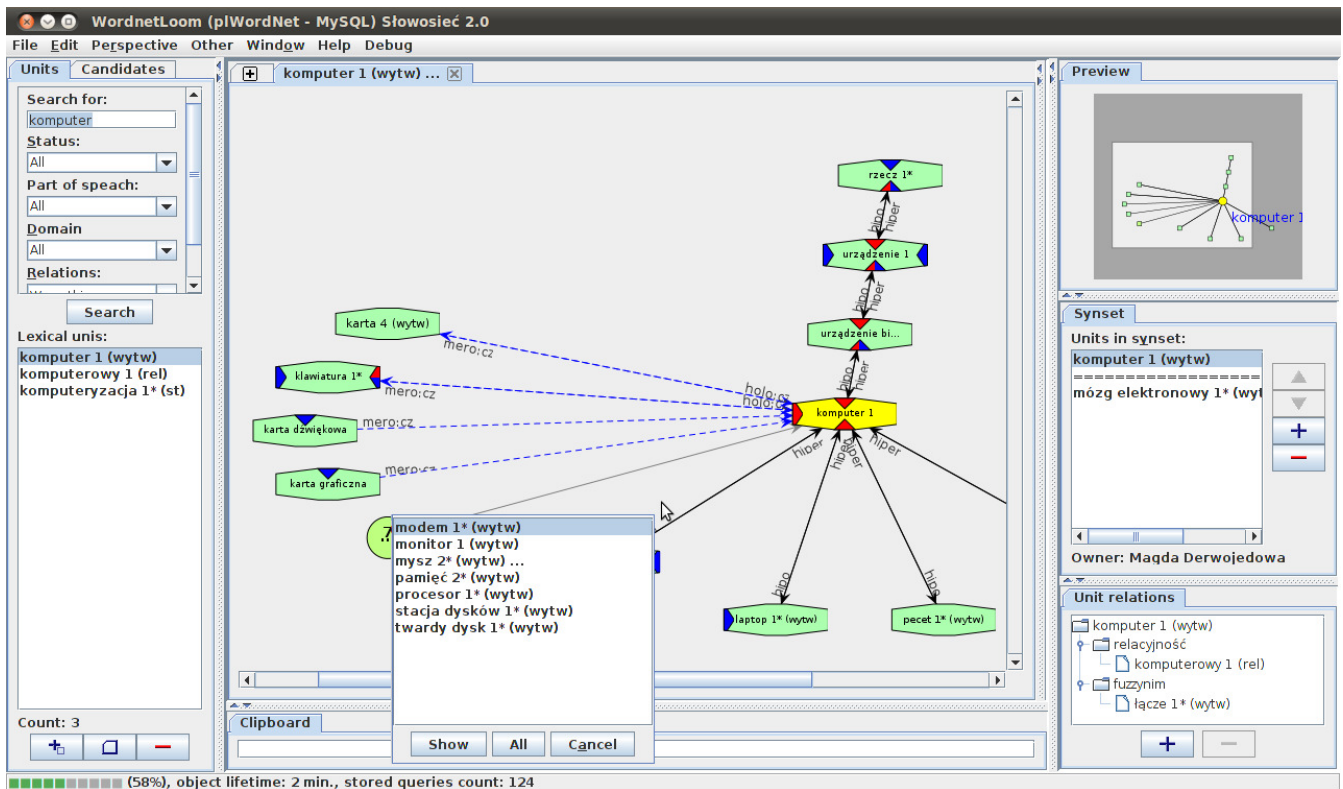 WordnetLoom (plWordNet - MySQL) Słowosieć 2.0
File Edit Perspective Other Window Help Debug
Units Candidates
Search for:
komputer
Status:
All
Part of speach:
All
Domain
All
Relations:
Search
Lexical unis:
komputer 1 (wytw)
komputerowy 1 (rel)
komputeryzacja 1* (st)
Count: 3
komputer 1 (wytw) ...
rzecz 1*
hipo
hiper
urządzenie 1
hipo
hiper
urządzenie bi...
hipo
hiper
karta 4 (wytw)
mero:cz
klawiatura 1*
mero:cz
holo:cz
holo:cz
komputer 1
karta dźwiękowa
mero:cz
karta graficzna
mero:cz
hiper
hiper
hiper
hiper
.?
modem 1* (wytw)
monitor 1 (wytw)
mysz 2* (wytw) ...
pamięć 2* (wytw)
procesor 1* (wytw)
stacja dysków 1* (wytw)
twardy dysk 1* (wytw)
Show All Cancel
hipo
hipo
laptop 1* (wytw)
pecet 1* (wytw)
Clipboard
Preview
komputer 1
Synset
Units in synset:
komputer 1 (wytw)
====================
mózg elektronowy 1* (wyt
Owner: Magda Derwojedowa
Unit relations
komputer 1 (wytw)
relacyjność
komputerowy 1 (rel)
fuzzynim
łącze 1* (wytw)
(58%), object lifetime: 2 min., stored queries count: 124